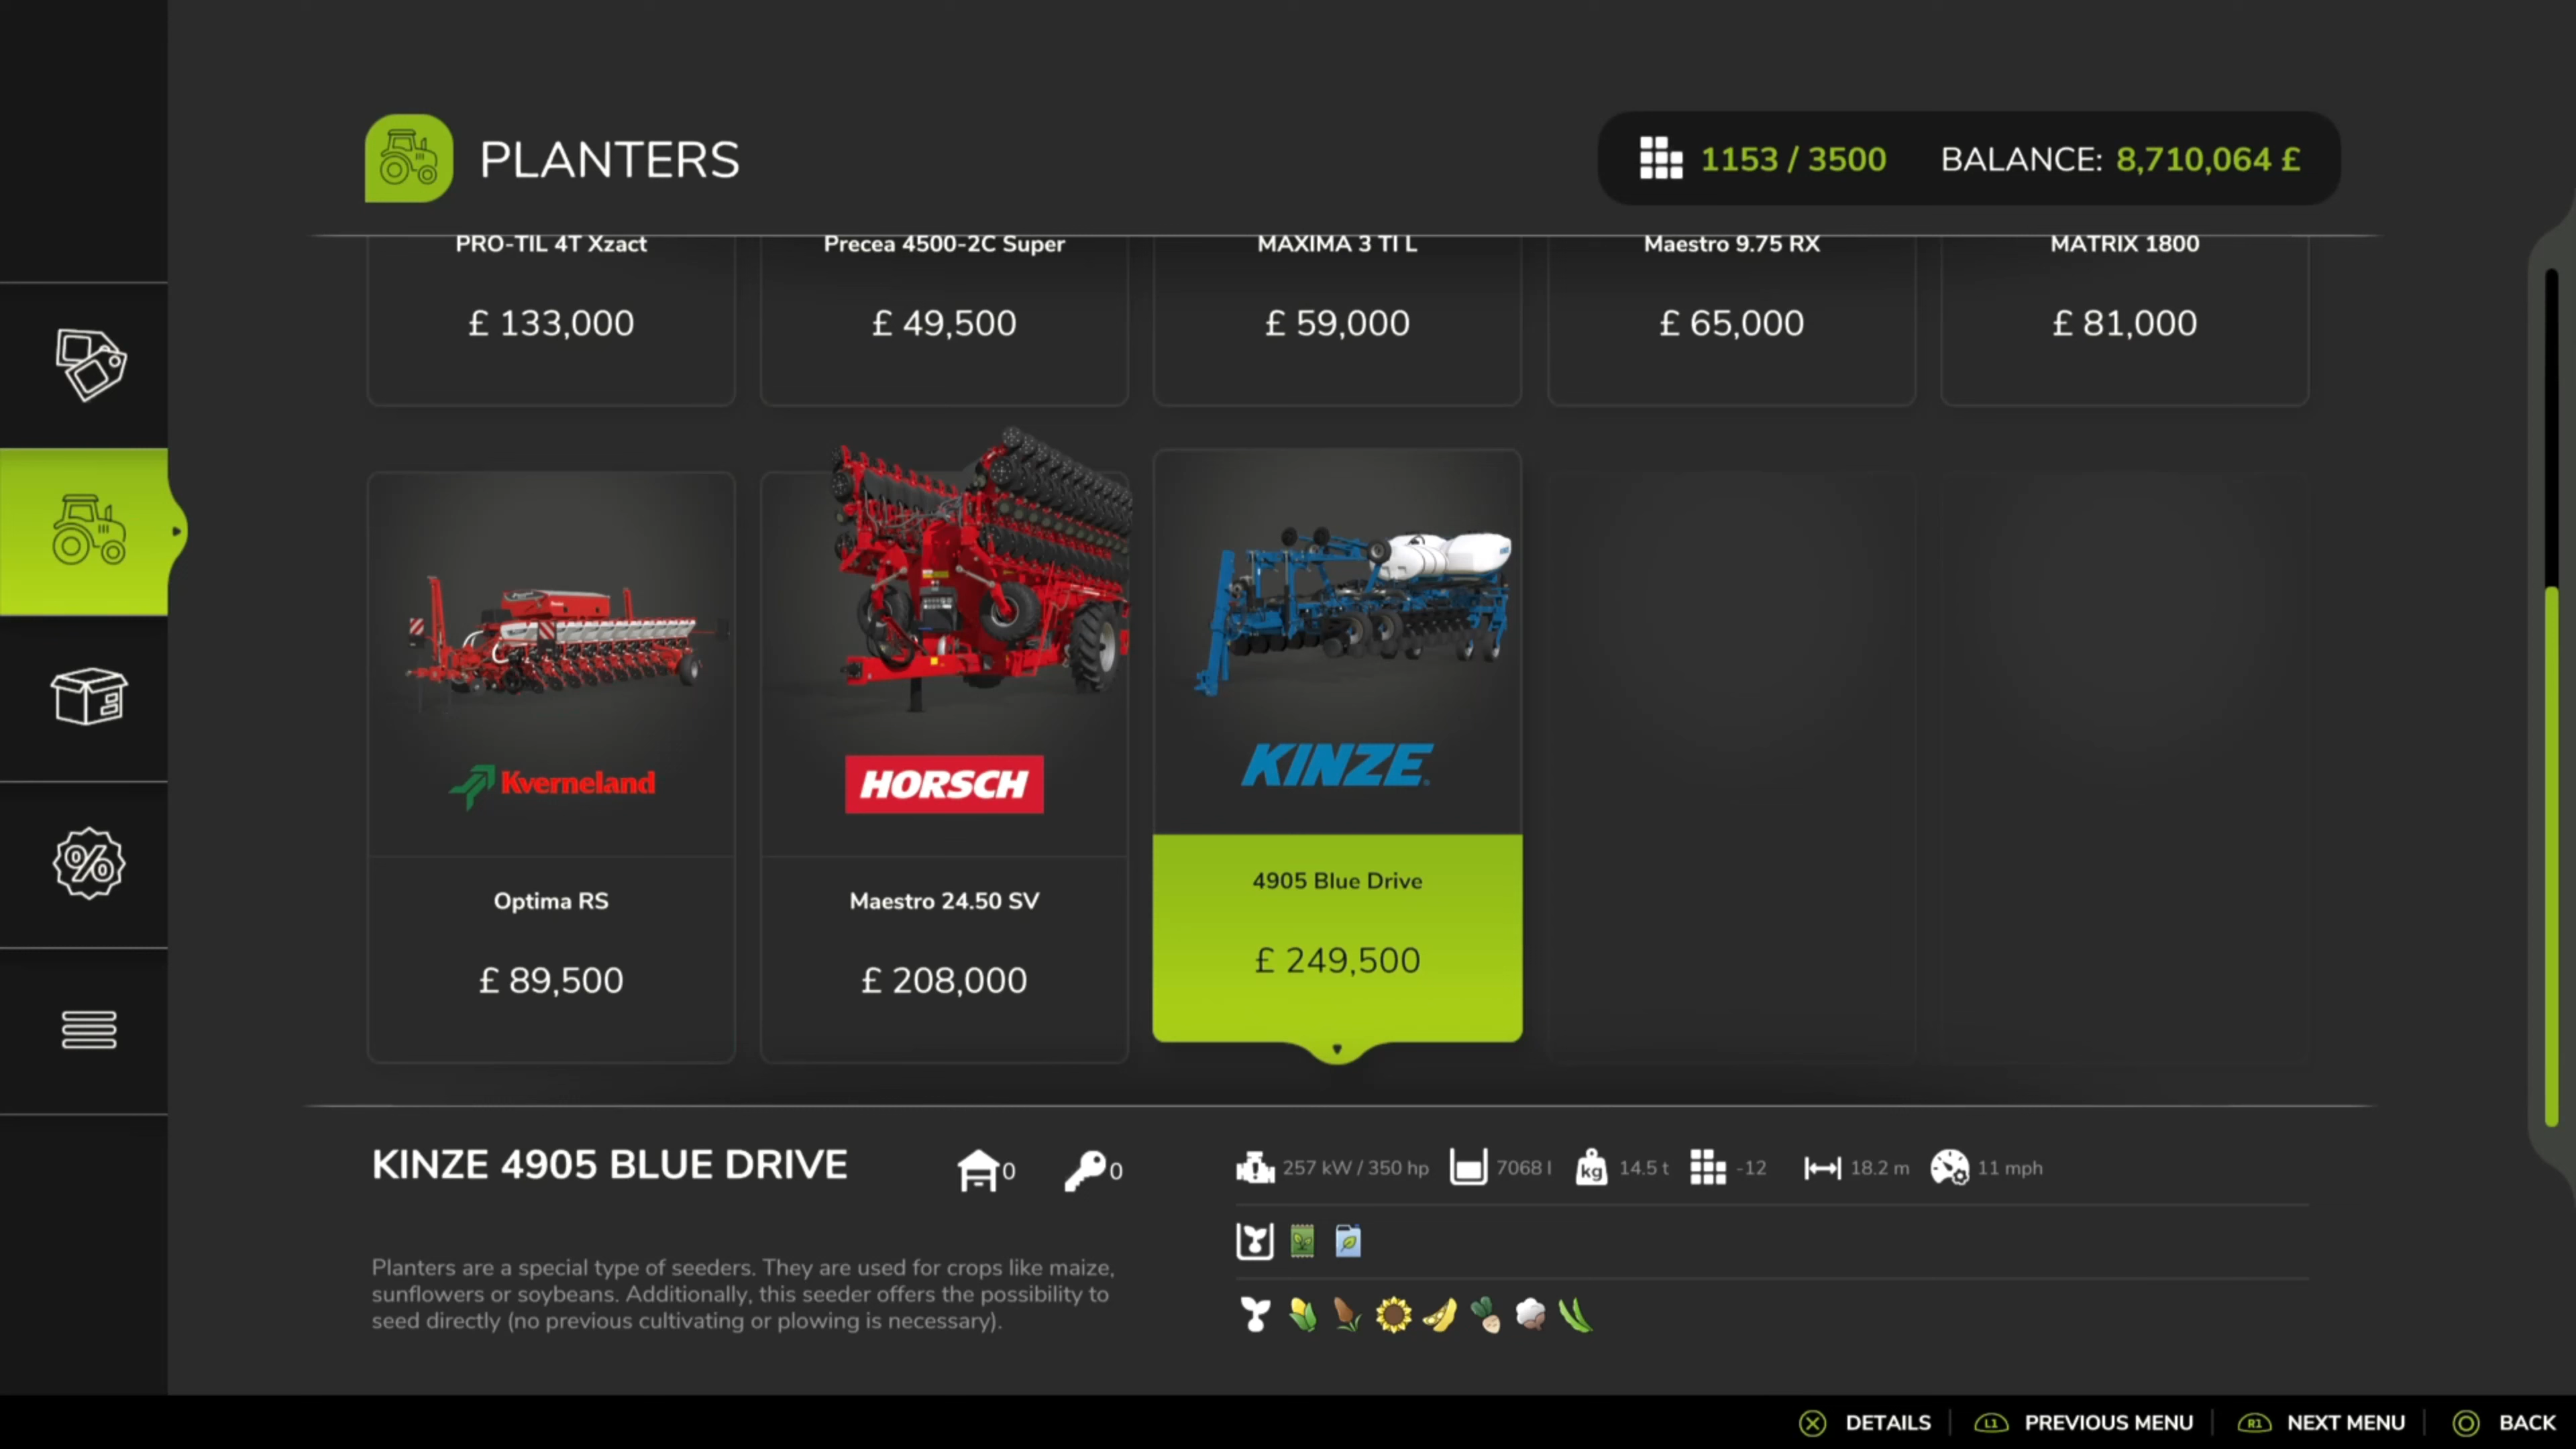 PLANTERS
1153 / 3500 BALANCE: 8,710,064 £
PRO-TIL 4T Xzact
£ 133,000
Precea 4500-2C Super
£ 49,500
MAXIMA 3 TI L
£ 59,000
Maestro 9.75 RX
£ 65,000
MATRIX 1800
£ 81,000
Kverneland
Optima RS
£ 89,500
HORSCH
Maestro 24.50 SV
£ 208,000
KINZE
4905 Blue Drive
£ 249,500
KINZE 4905 BLUE DRIVE
0
0
257 kW / 350 hp
7068 l
kg 14.5 t
-12
18.2 m
11 mph
Planters are a special type of seeders. They are used for crops like maize,
sunflowers or soybeans. Additionally, this seeder offers the possibility to
seed directly (no previous cultivating or plowing is necessary).
DETAILS
L1 PREVIOUS MENU
R1 NEXT MENU
BACK